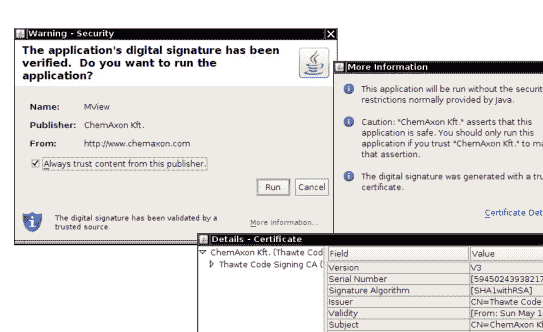 Warning - Security
The application's digital signature has been
verified. Do you want to run the
application?
Name: MView
Publisher: ChemAxon Kft.
From: http://www.chemaxon.com
Always trust content from this publisher.
Run Cancel
The digital signature has been validated by a
trusted source.
More Information...
More Information
This application will be run without the securit
restrictions normally provided by Java.
Caution: "ChemAxon Kft." asserts that this
application is safe. You should only run this
application if you trust "ChemAxon Kft." to ma
that assertion.
The digital signature was generated with a tru
certificate.
Certificate Det
Details - Certificate
ChemAxon Kft. (Thawte Cod
Thawte Code Signing CA (
Field Value
Version V3
Serial Number [59450243938217
Signature Algorithm [SHA1withRSA]
Issuer CN=Thawte Code
Validity [From: Sun May 1
Subject CN=ChemAxon Kf